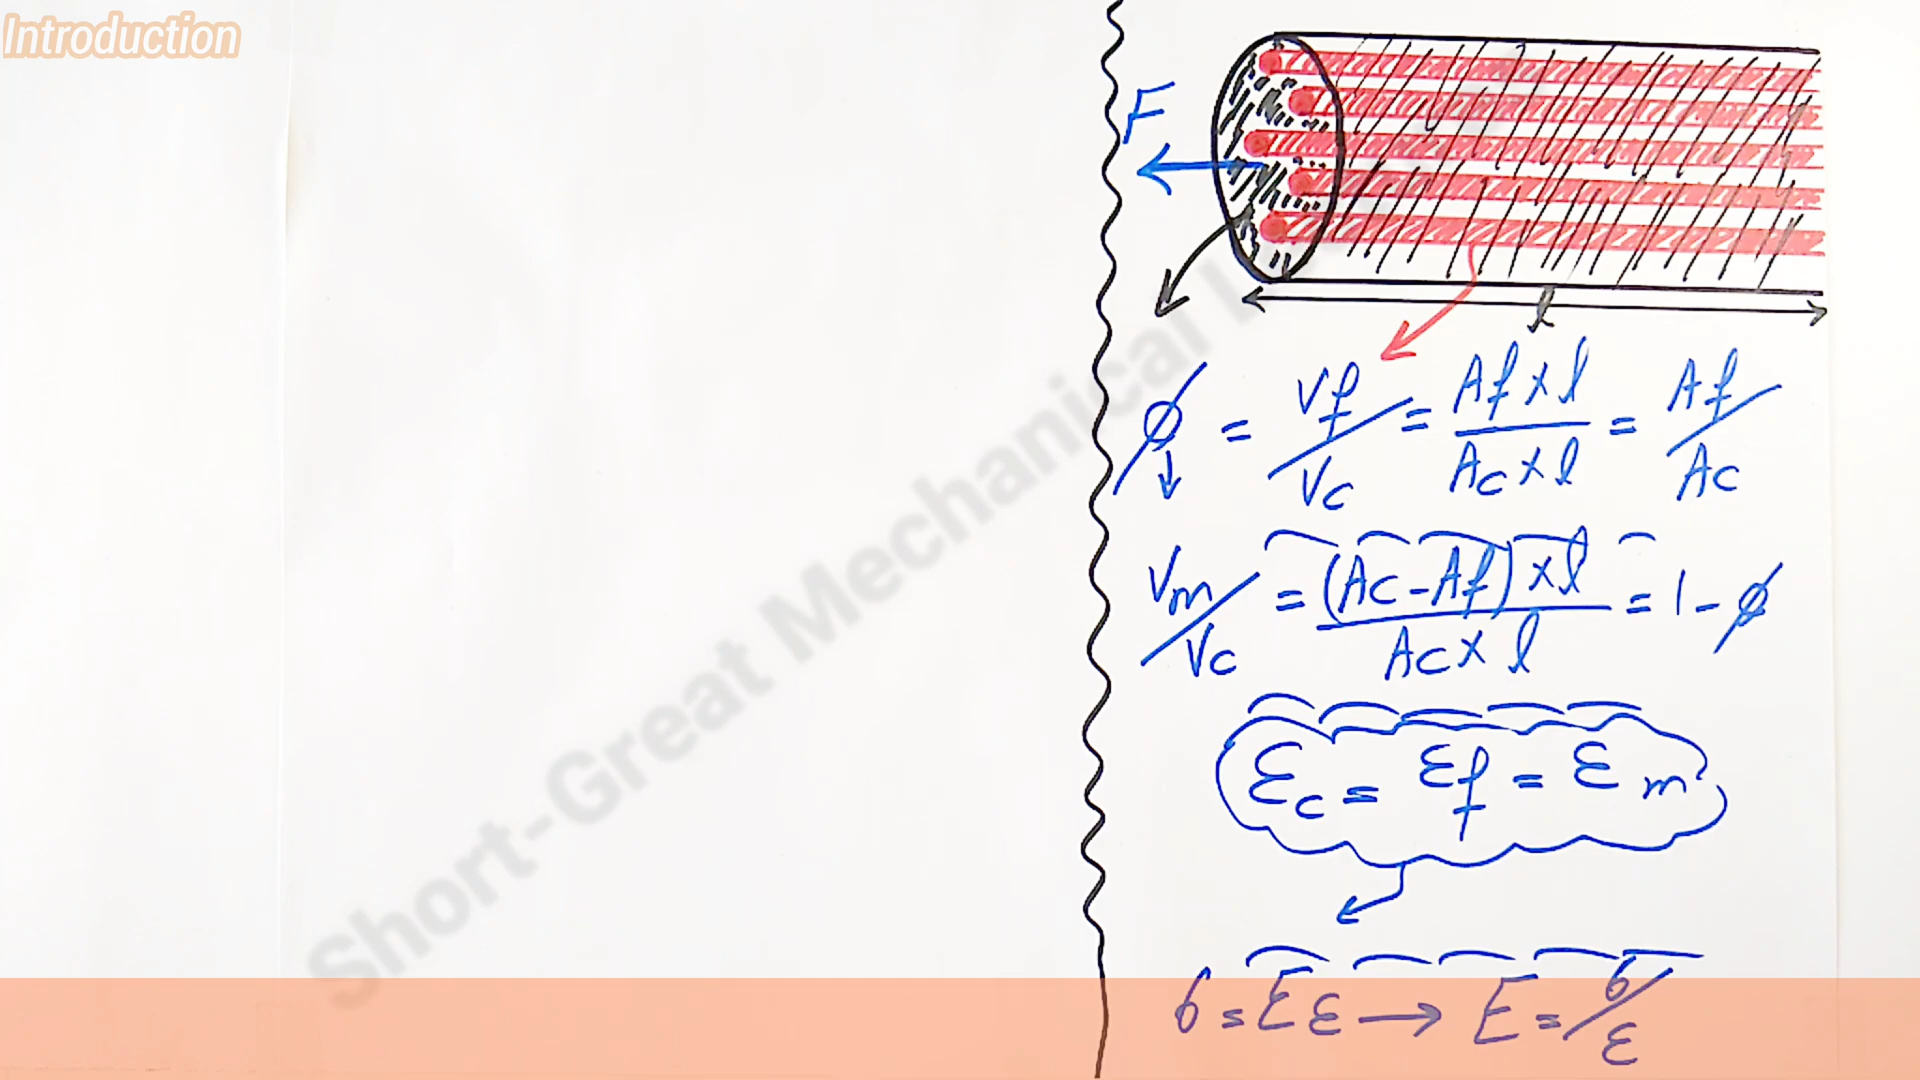 Introduction
F
l
φ = Vf/Vc = Af×l/Ac×l = Af/Ac
Vm/Vc = (Ac-Af)×l/Ac×l = 1-φ
εc = εf = εm
σ = Eε → E = σ/ε
Short-Great Mechanical